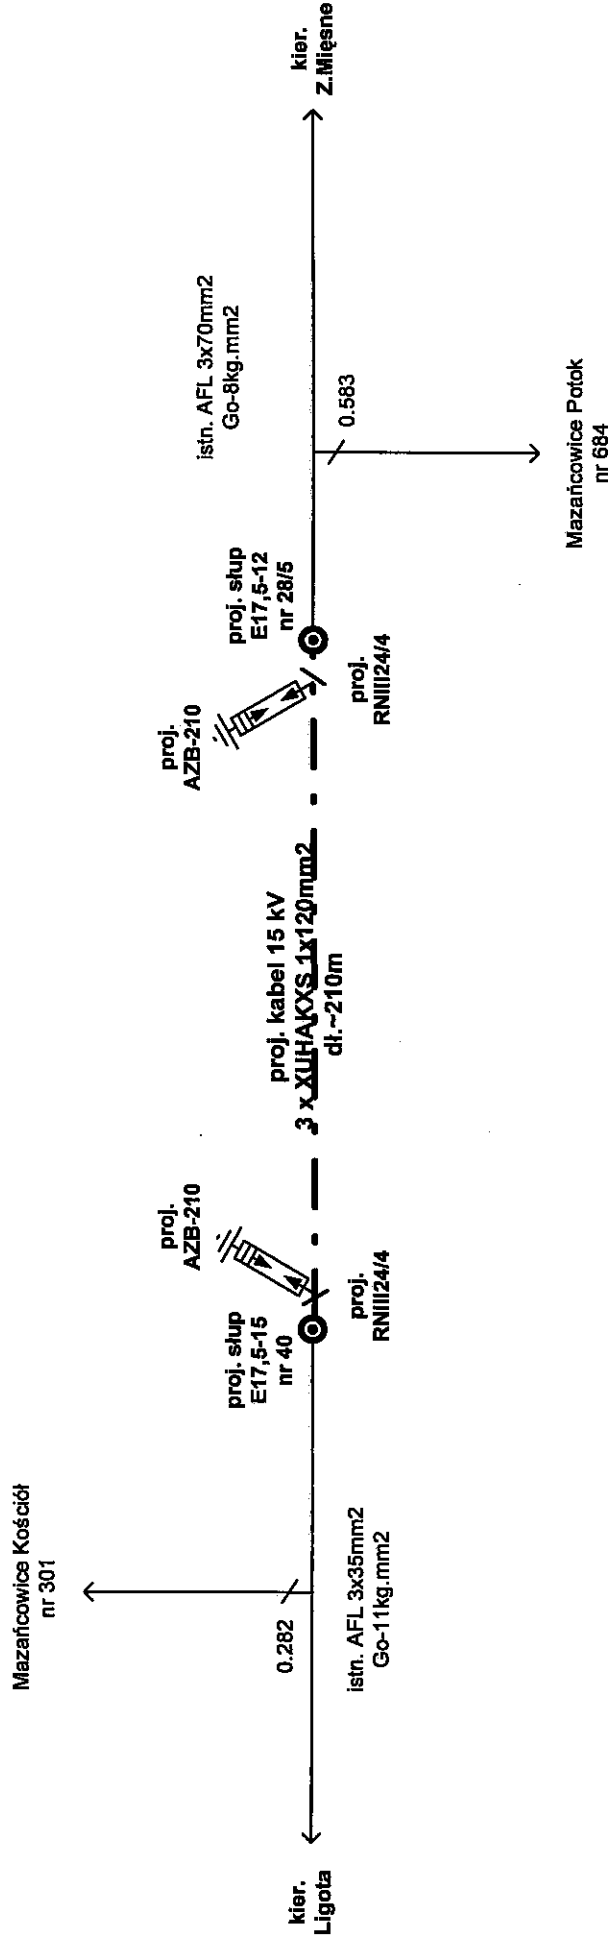 Mazańcowice Kościół
nr 301
0.282
kier.
Ligota
istn. AFL 3x35mm2
Go-11kg.mm2
proj. słup
E17,5-15
nr 40
proj.
AZB-210
proj.
RNIII24/4
proj. kabel 15 kV
3 x XUHAKXS 1x120mm2
dł.~210m
proj.
AZB-210
proj. słup
E17,5-12
nr 28/5
proj.
RNIII24/4
istn. AFL 3x70mm2
Go-8kg.mm2
0.583
Mazańcowice Potok
nr 684
kier.
Z.Mięsne